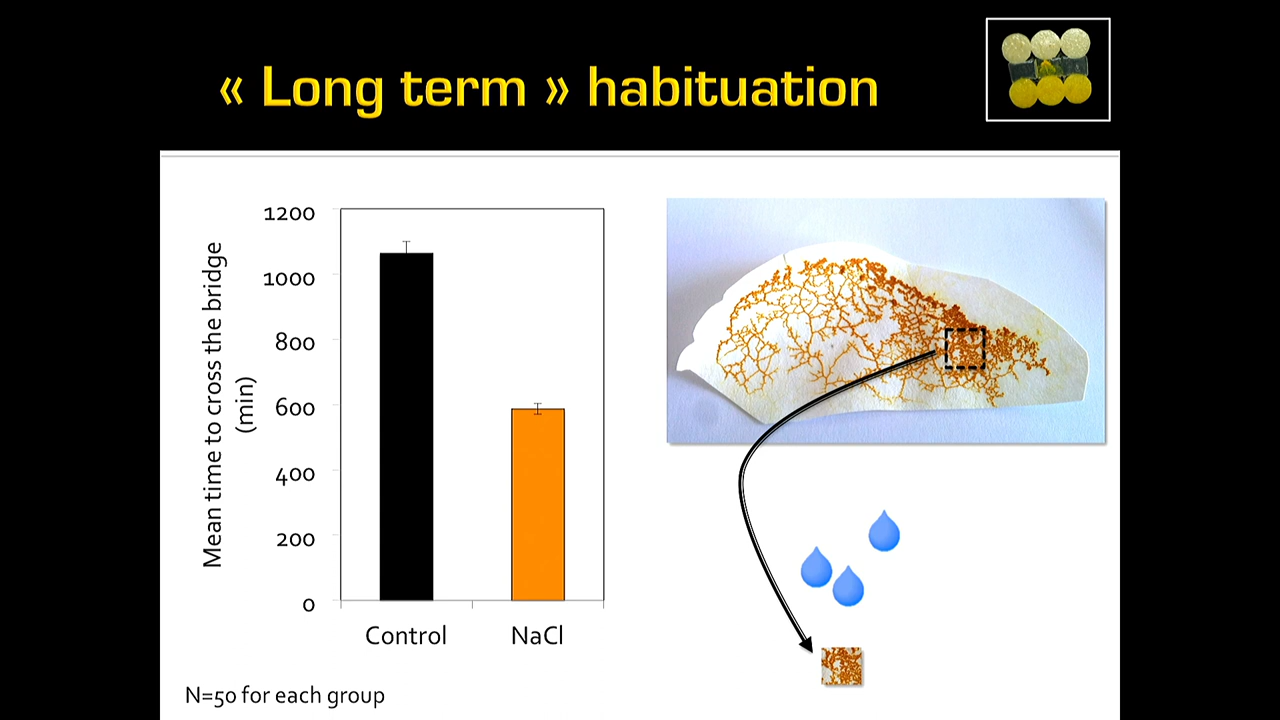 « Long term » habituation
Mean time to cross the bridge
(min)
1200
1000
800
600
400
200
0
Control
NaCl
N=50 for each group